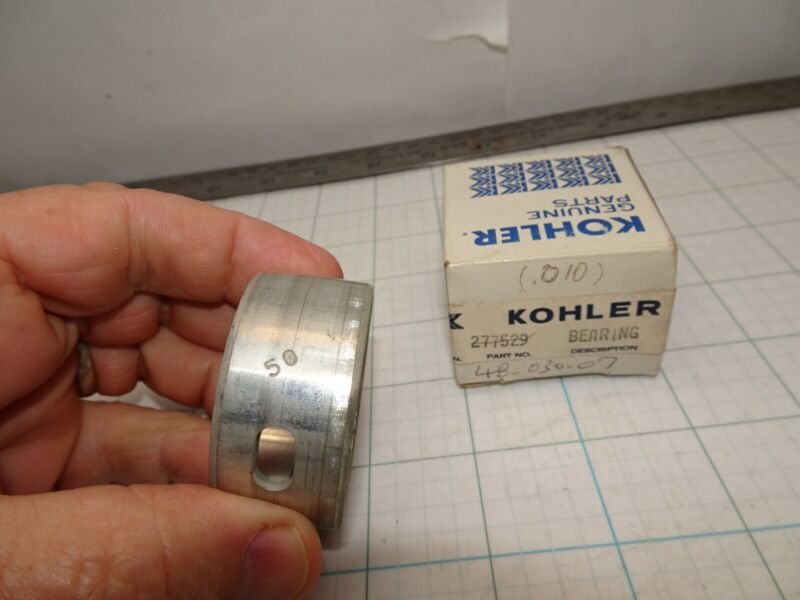 50
KOHLER.
GENUINE
PARTS
(.010)
K KOHLER
277529 BEARING
N. PART NO. DESCRIPTION
48-030-07